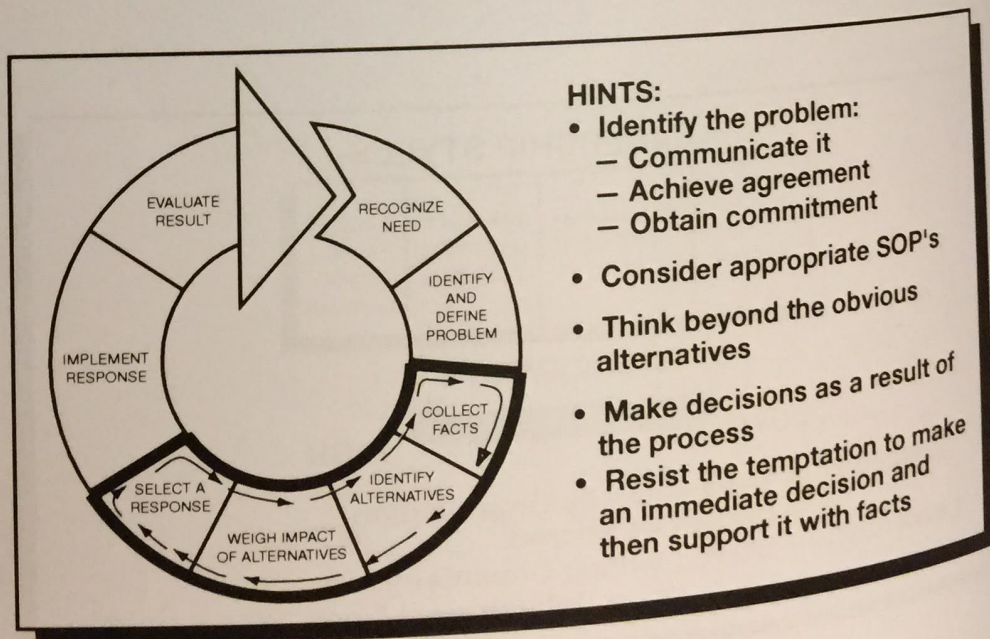 EVALUATE
RESULT
RECOGNIZE
NEED
IDENTIFY
AND
DEFINE
PROBLEM
COLLECT
FACTS
IDENTIFY
ALTERNATIVES
WEIGH IMPACT
OF ALTERNATIVES
SELECT A
RESPONSE
IMPLEMENT
RESPONSE
HINTS:
• Identify the problem:
— Communicate it
— Achieve agreement
— Obtain commitment
• Consider appropriate SOP's
• Think beyond the obvious
alternatives
• Make decisions as a result of
the process
• Resist the temptation to make
an immediate decision and
then support it with facts